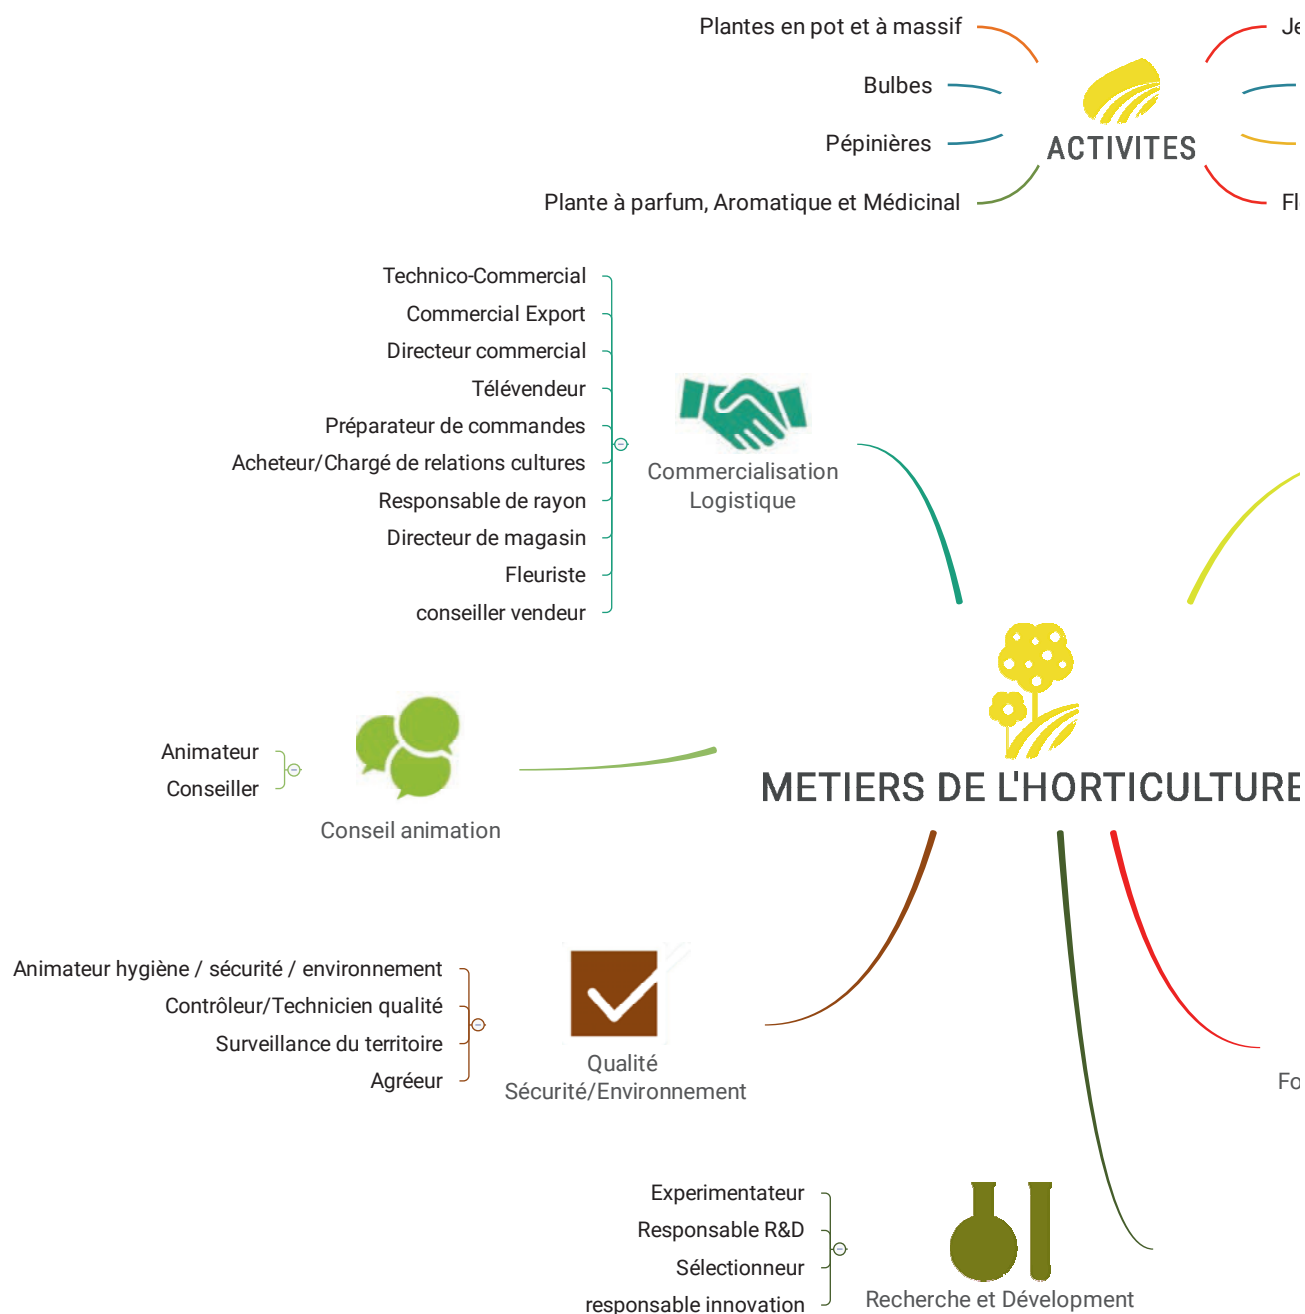 Plantes en pot et à massif
Bulbes
Pépinières
Plante à parfum, Aromatique et Médicinal
ACTIVITES
Je
Fl
Technico-Commercial
Commercial Export
Directeur commercial
Télévendeur
Préparateur de commandes
Acheteur/Chargé de relations cultures
Responsable de rayon
Directeur de magasin
Fleuriste
conseiller vendeur
Commercialisation
Logistique
Animateur
Conseiller
Conseil animation
METIERS DE L'HORTICULTURE
Animateur hygiène / sécurité / environnement
Contrôleur/Technicien qualité
Surveillance du territoire
Agréeur
Qualité
Sécurité/Environnement
Fo
Experimentateur
Responsable R&D
Sélectionneur
responsable innovation
Recherche et Dévelopment